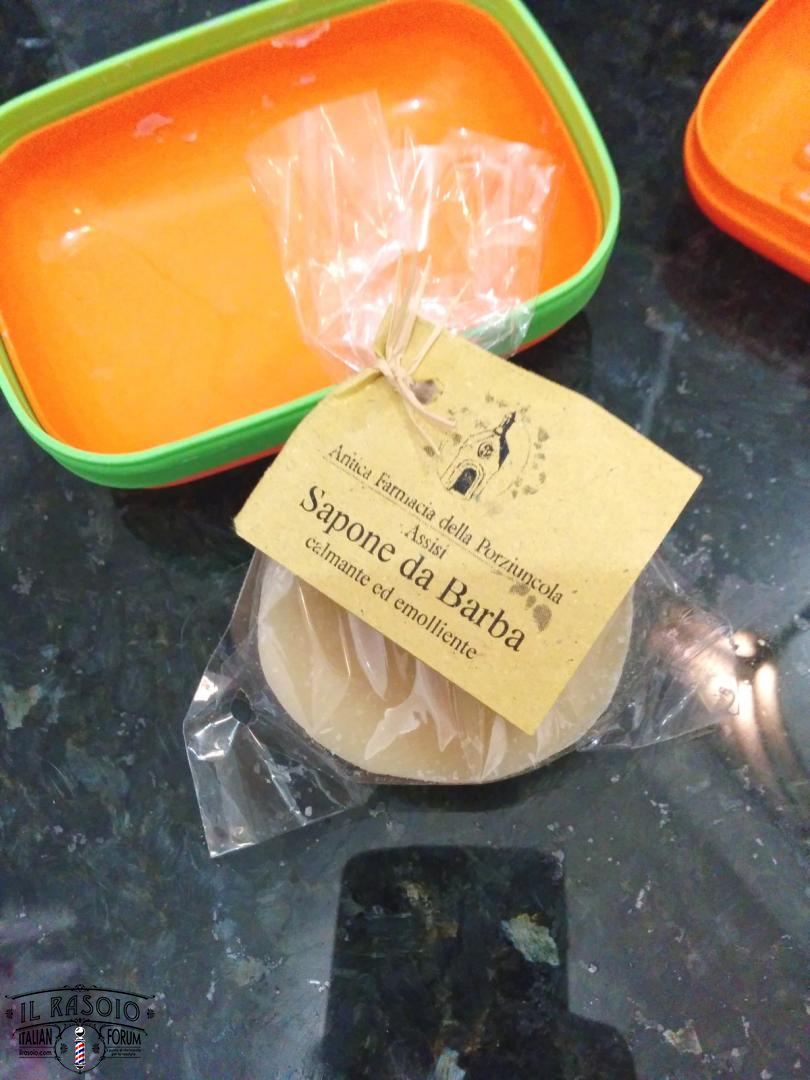 Antica Farmacia della Porziuncola
Assisi
Sapone da Barba
calmante ed emolliente
IL RASOIO
ITALIAN FORUM
ilrasoio.com